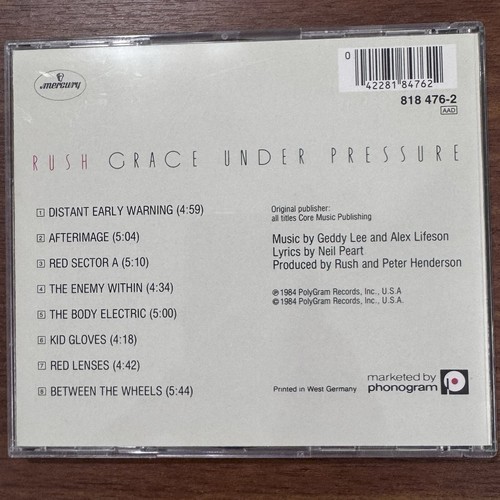 mercury
0
42281 84762
818 476-2
AAD
RUSH GRACE UNDER PRESSURE
1 DISTANT EARLY WARNING (4:59)
2 AFTERIMAGE (5:04)
3 RED SECTOR A (5:10)
4 THE ENEMY WITHIN (4:34)
5 THE BODY ELECTRIC (5:00)
6 KID GLOVES (4:18)
7 RED LENSES (4:42)
8 BETWEEN THE WHEELS (5:44)
Original publisher:
all titles Core Music Publishing
Music by Geddy Lee and Alex Lifeson
Lyrics by Neil Peart
Produced by Rush and Peter Henderson
℗ 1984 PolyGram Records, Inc., U.S.A
© 1984 PolyGram Records, Inc., U.S.A.
Printed in West Germany
marketed by
phonogram